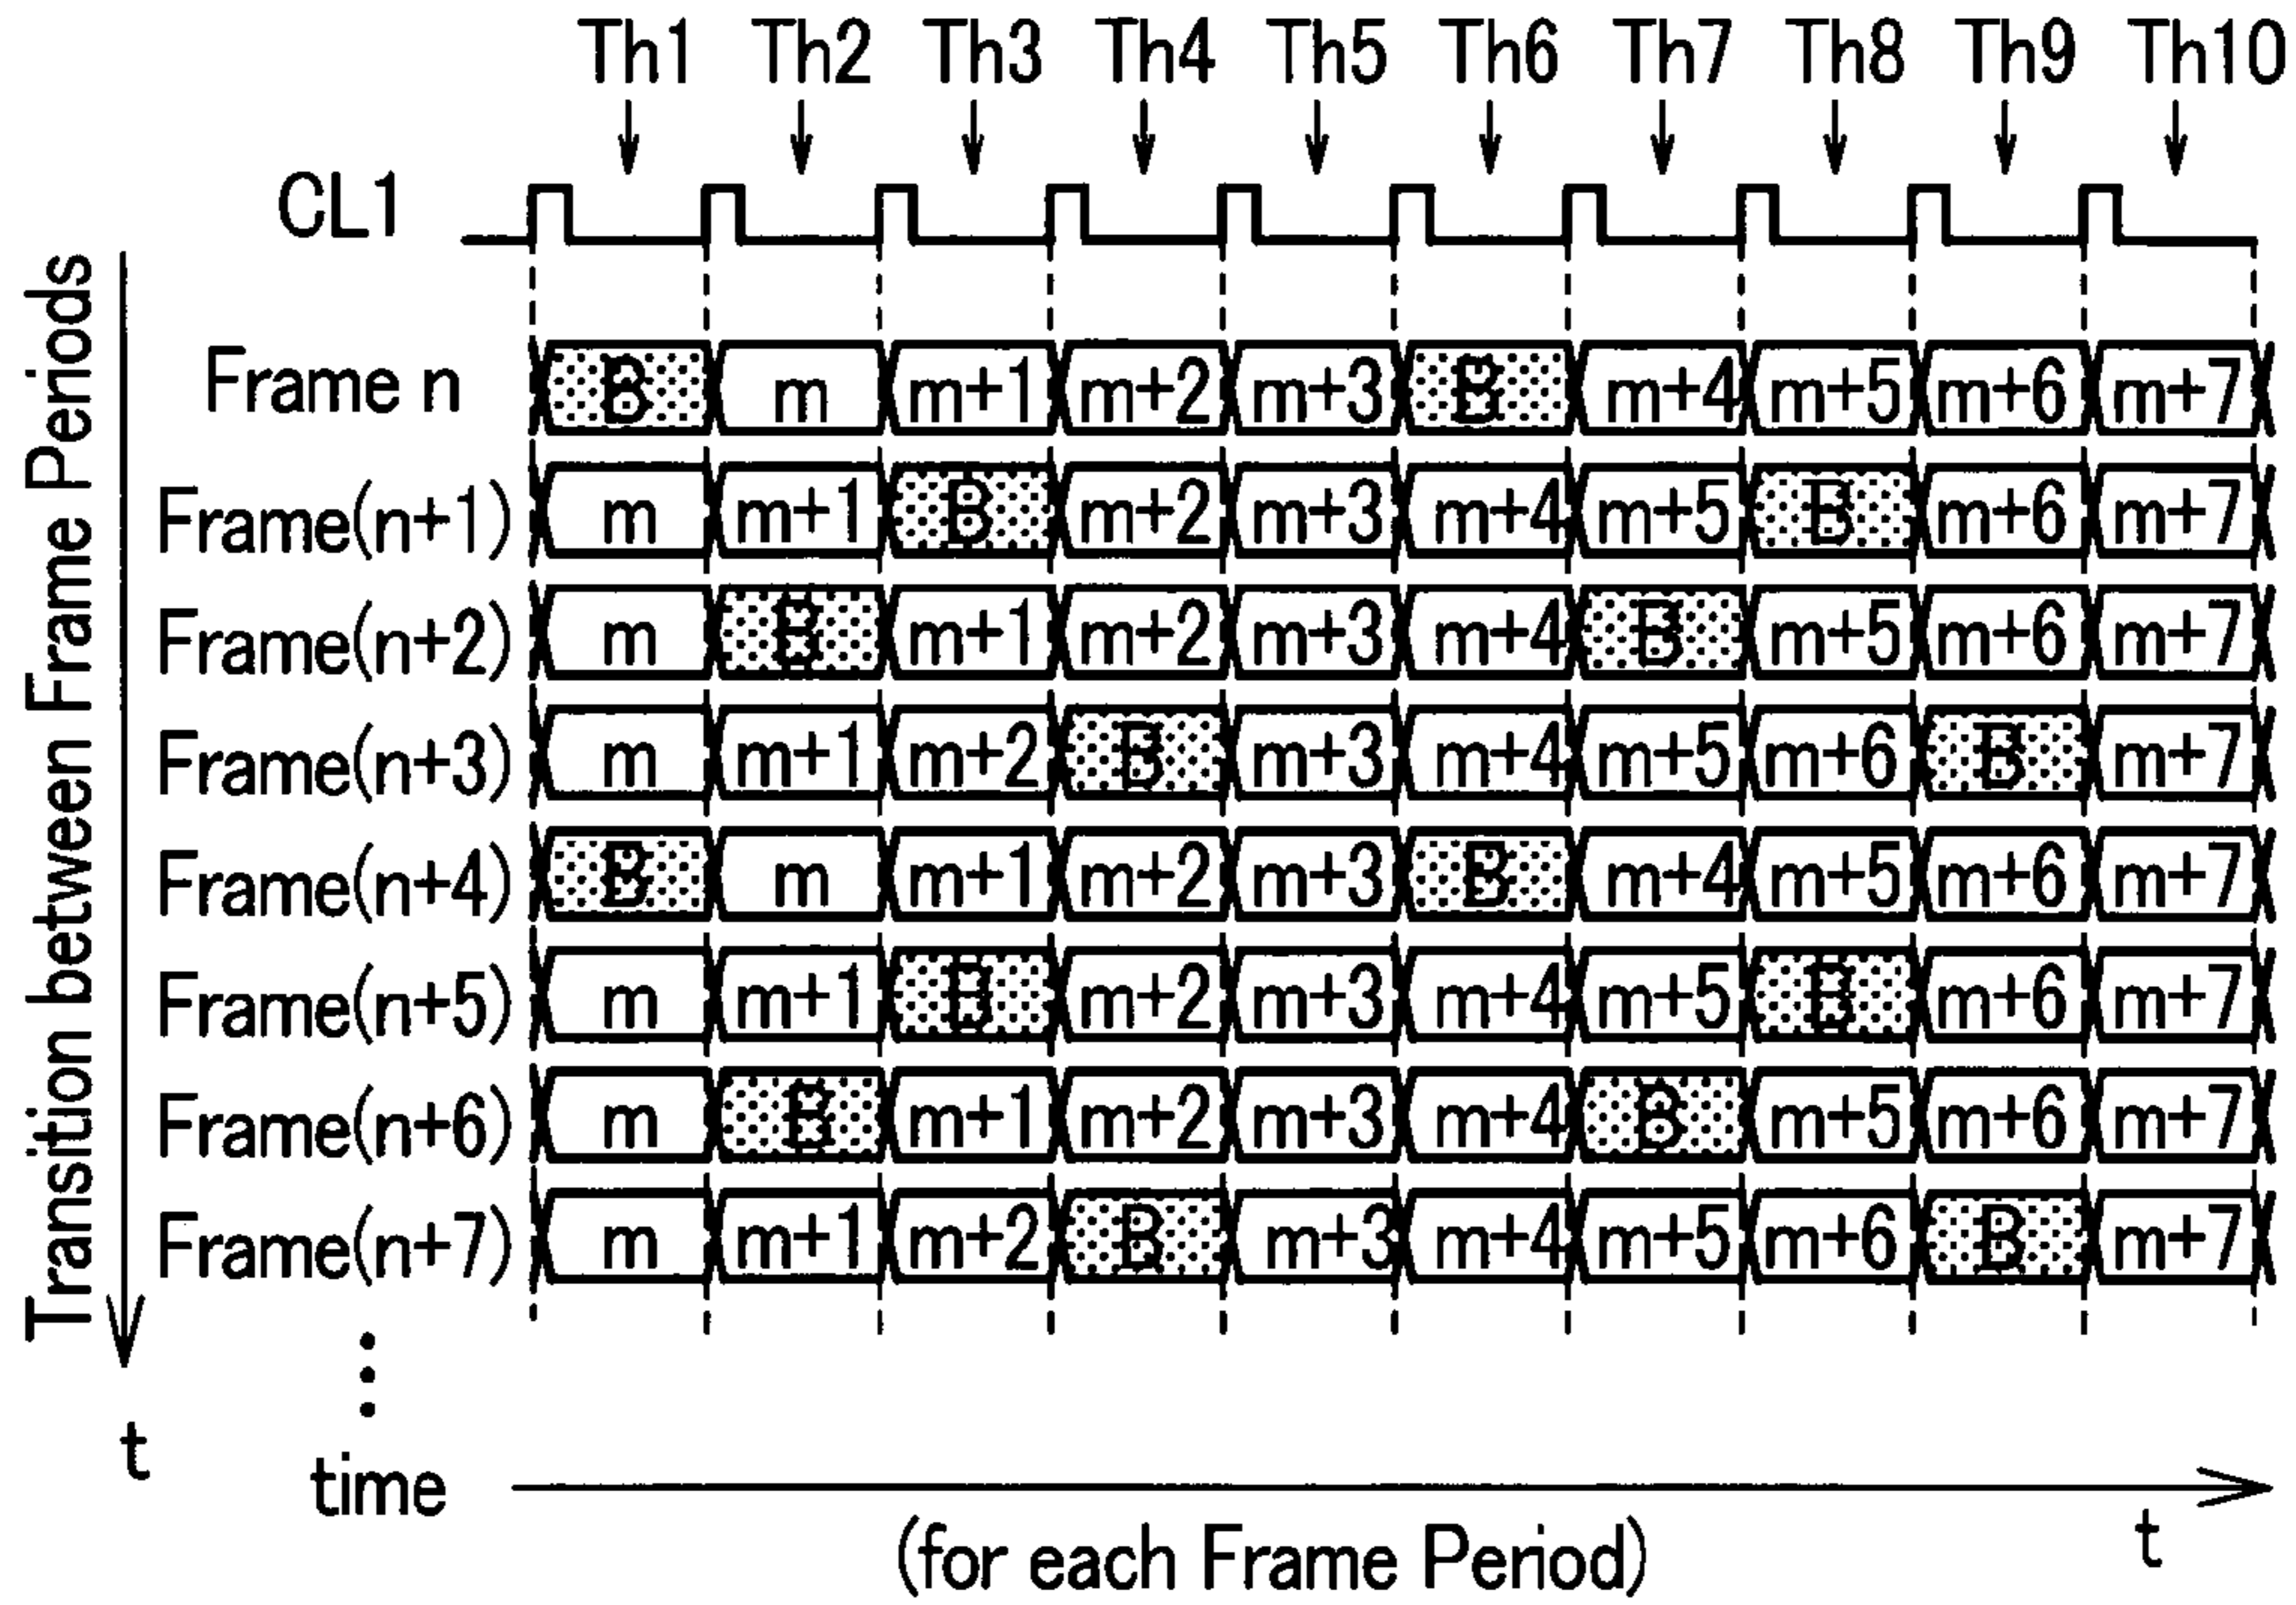 Th1 Th2 Th3 Th4 Th5 Th6 Th7 Th8 Th9 Th10
CL1
Transition between Frame Periods
Frame n B m m+1 m+2 m+3 B m+4 m+5 m+6 m+7
Frame(n+1) m m+1 B m+2 m+3 m+4 m+5 B m+6 m+7
Frame(n+2) m B m+1 m+2 m+3 m+4 B m+5 m+6 m+7
Frame(n+3) m m+1 m+2 B m+3 m+4 m+5 m+6 B m+7
Frame(n+4) B m m+1 m+2 m+3 B m+4 m+5 m+6 m+7
Frame(n+5) m m+1 B m+2 m+3 m+4 m+5 B m+6 m+7
Frame(n+6) m B m+1 m+2 m+3 m+4 B m+5 m+6 m+7
Frame(n+7) m m+1 m+2 B m+3 m+4 m+5 m+6 B m+7
t
time
t
(for each Frame Period)